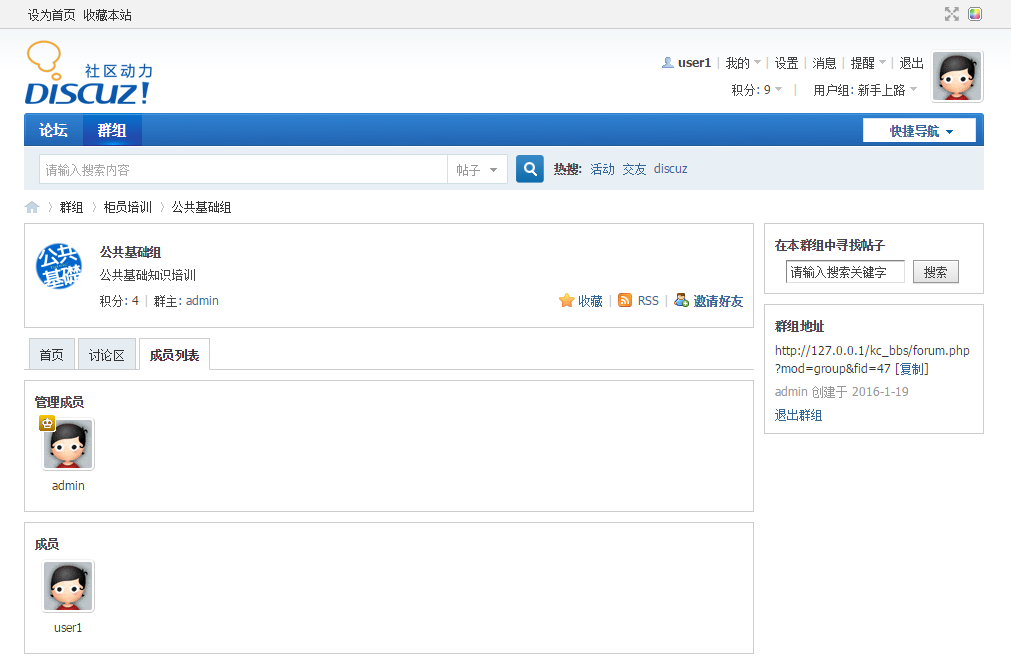 设为首页 收藏本站
社区动力
DISCUZ!
user1 | 我的 | 设置 | 消息 | 提醒 | 退出
积分: 9 | 用户组: 新手上路
论坛 群组 快捷导航
请输入搜索内容 帖子 热搜: 活动 交友 discuz
群组 柜员培训 公共基础组
公共基础
公共基础组
公共基础知识培训
积分: 4 | 群主: admin 收藏 | RSS | 邀请好友
首页 讨论区 成员列表
管理成员
admin
成员
user1
在本群组中寻找帖子
请输入搜索关键字 搜索
群组地址
http://127.0.0.1/kc_bbs/forum.php
?mod=group&fid=47 [复制]
admin 创建于 2016-1-19
退出群组